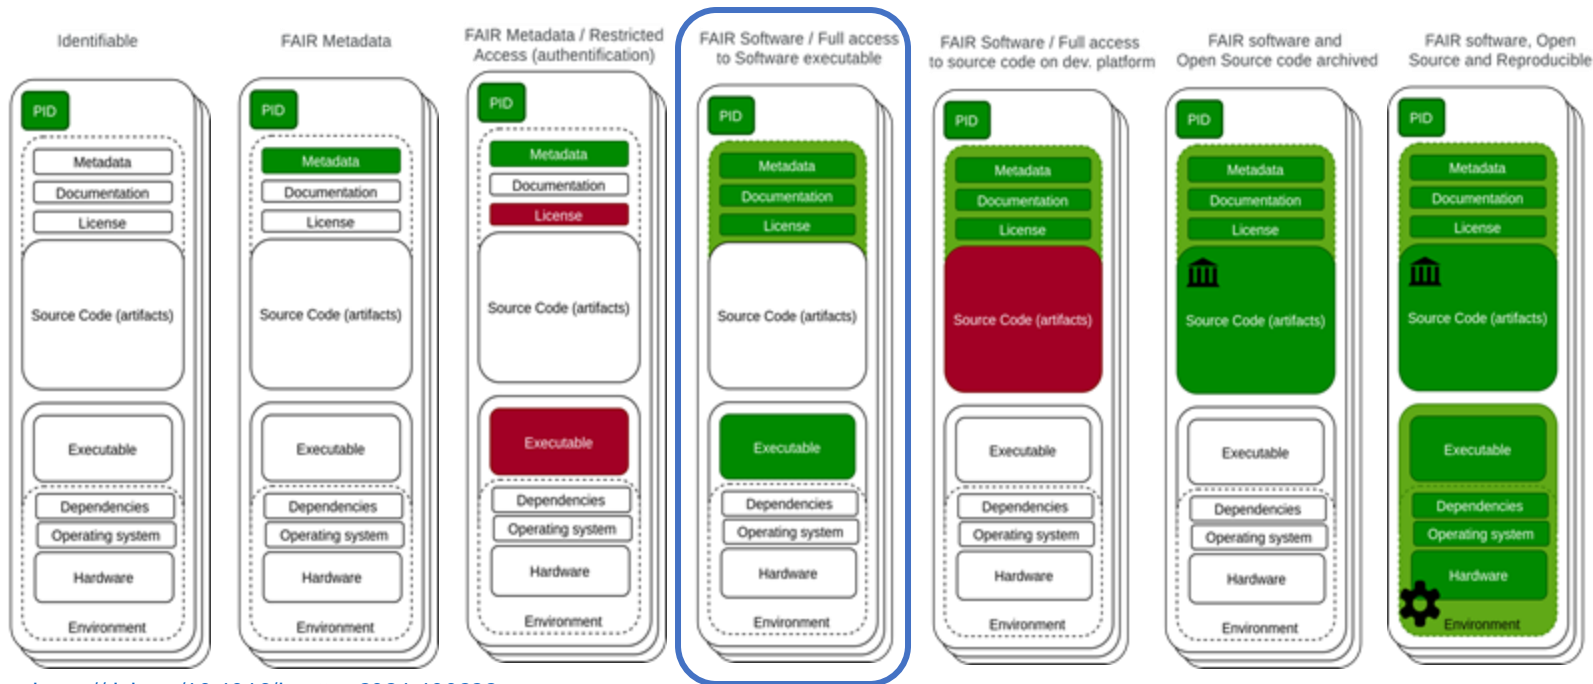 Identifiable
PID
Metadata
Documentation
License
Source Code (artifacts)
Executable
Dependencies
Operating system
Hardware
Environment
FAIR Metadata
PID
Metadata
Documentation
License
Source Code (artifacts)
Executable
Dependencies
Operating system
Hardware
Environment
FAIR Metadata / Restricted
Access (authentification)
PID
Metadata
Documentation
License
Source Code (artifacts)
Executable
Dependencies
Operating system
Hardware
Environment
FAIR Software / Full access
to Software executable
PID
Metadata
Documentation
License
Source Code (artifacts)
Executable
Dependencies
Operating system
Hardware
Environment
FAIR Software / Full access
to source code on dev. platform
PID
Metadata
Documentation
License
Source Code (artifacts)
Executable
Dependencies
Operating system
Hardware
Environment
FAIR software and
Open Source code archived
PID
Metadata
Documentation
License
Source Code (artifacts)
Executable
Dependencies
Operating system
Hardware
Environment
FAIR software, Open
Source and Reproducible
PID
Metadata
Documentation
License
Source Code (artifacts)
Executable
Dependencies
Operating system
Hardware
Environment